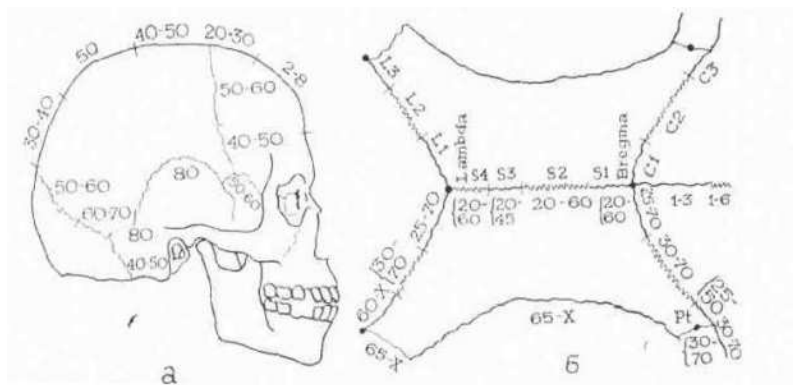 40-50
20-30
50
2-8
30-40
50-60
40-50
80
50-60
60-70
80
40-50
a
L3
L2
L1
Lambda
S4 S3 S2 S1
Bregma
C1
C2
C3
{20-60
{20-45
20-60
{20-60
1-3
1-6
25-70
{30-70
60-X
65-X
65-X
25-70
30-70
{25-50
30-70
Pt
{30-70
б